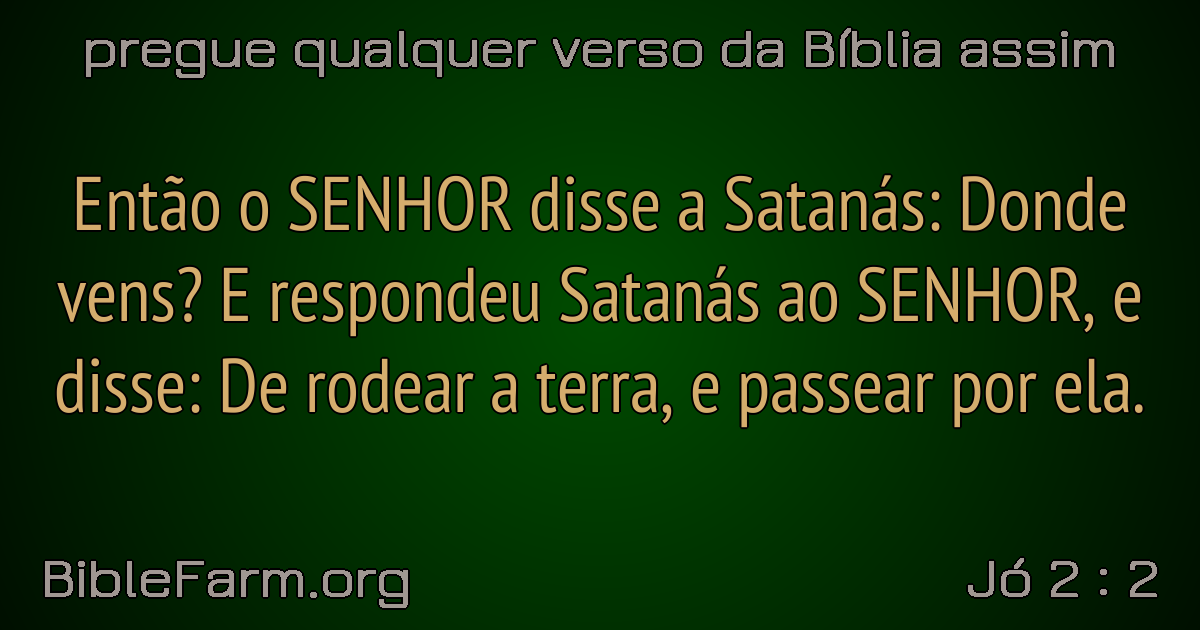 pregue qualquer verso da Bíblia assim
Então o SENHOR disse a Satanás: Donde
vens? E respondeu Satanás ao SENHOR, e
disse: De rodear a terra, e passear por ela.
BibleFarm.org
Jó 2 : 2